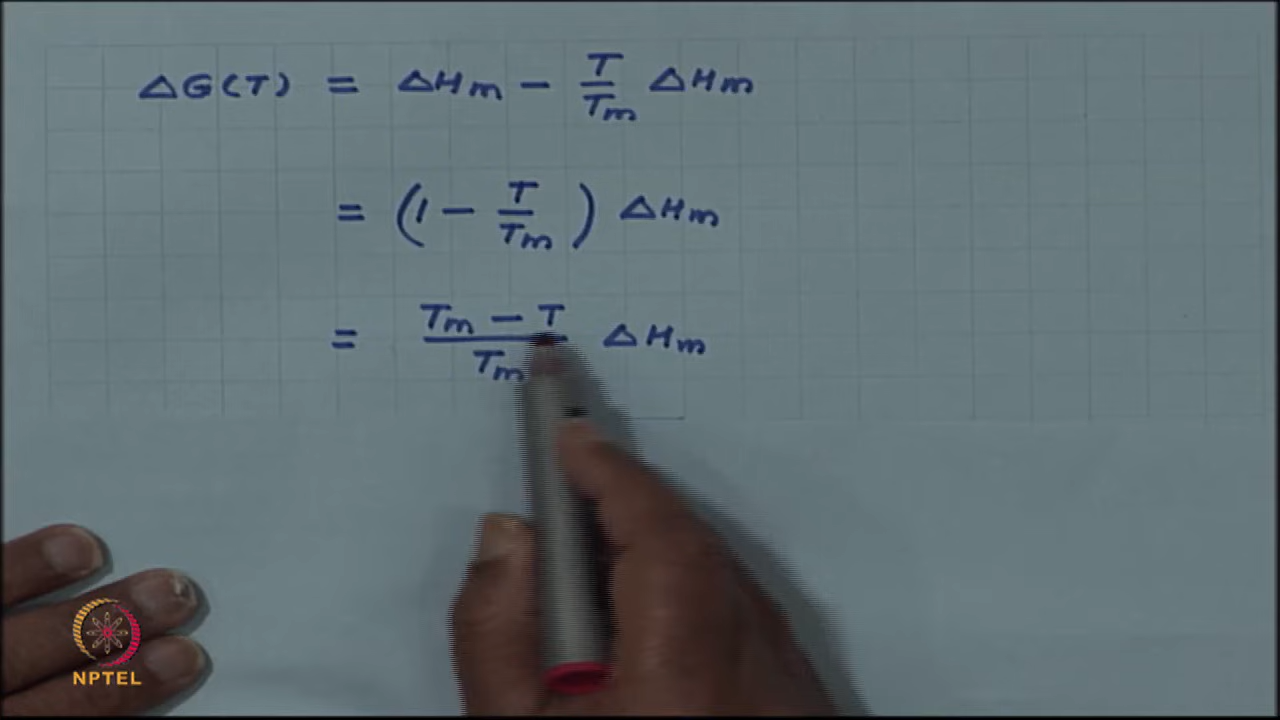 ΔG(T) = ΔHm − T/Tm ΔHm
= (1 − T/Tm) ΔHm
= Tm − T/Tm ΔHm
NPTEL